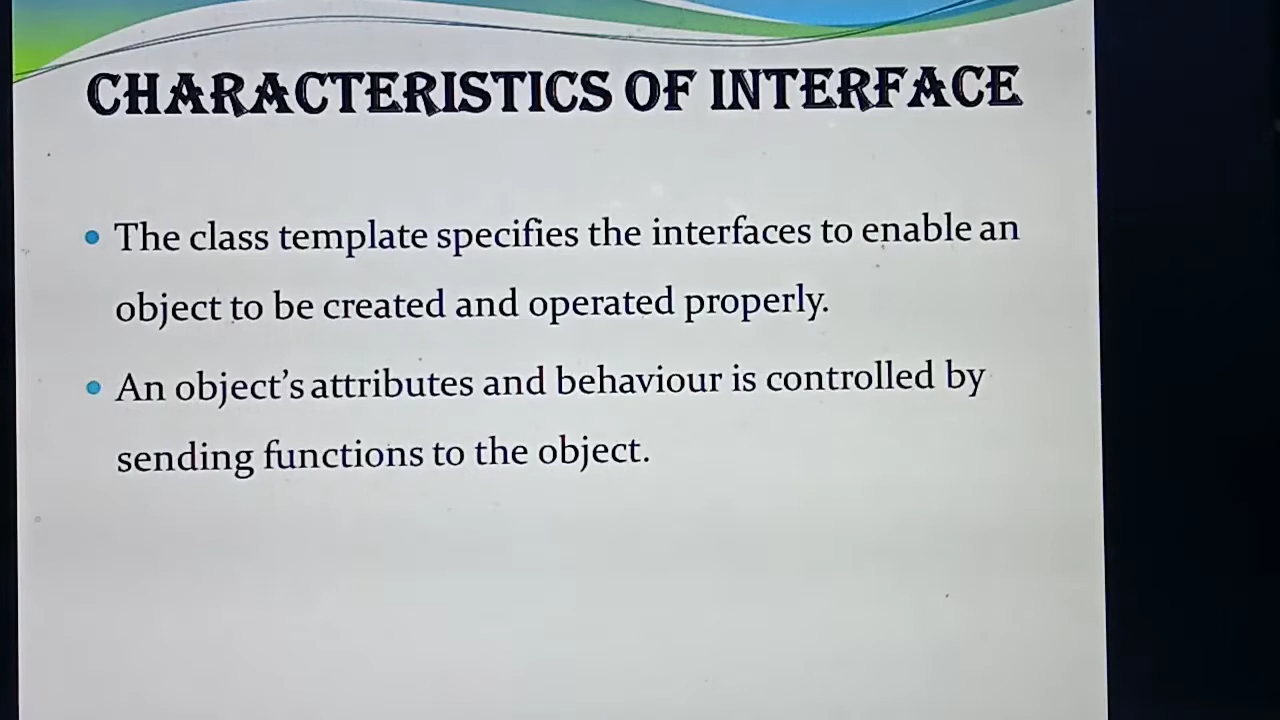 CHARACTERISTICS OF INTERFACE
• The class template specifies the interfaces to enable an
object to be created and operated properly.
• An object's attributes and behaviour is controlled by
sending functions to the object.